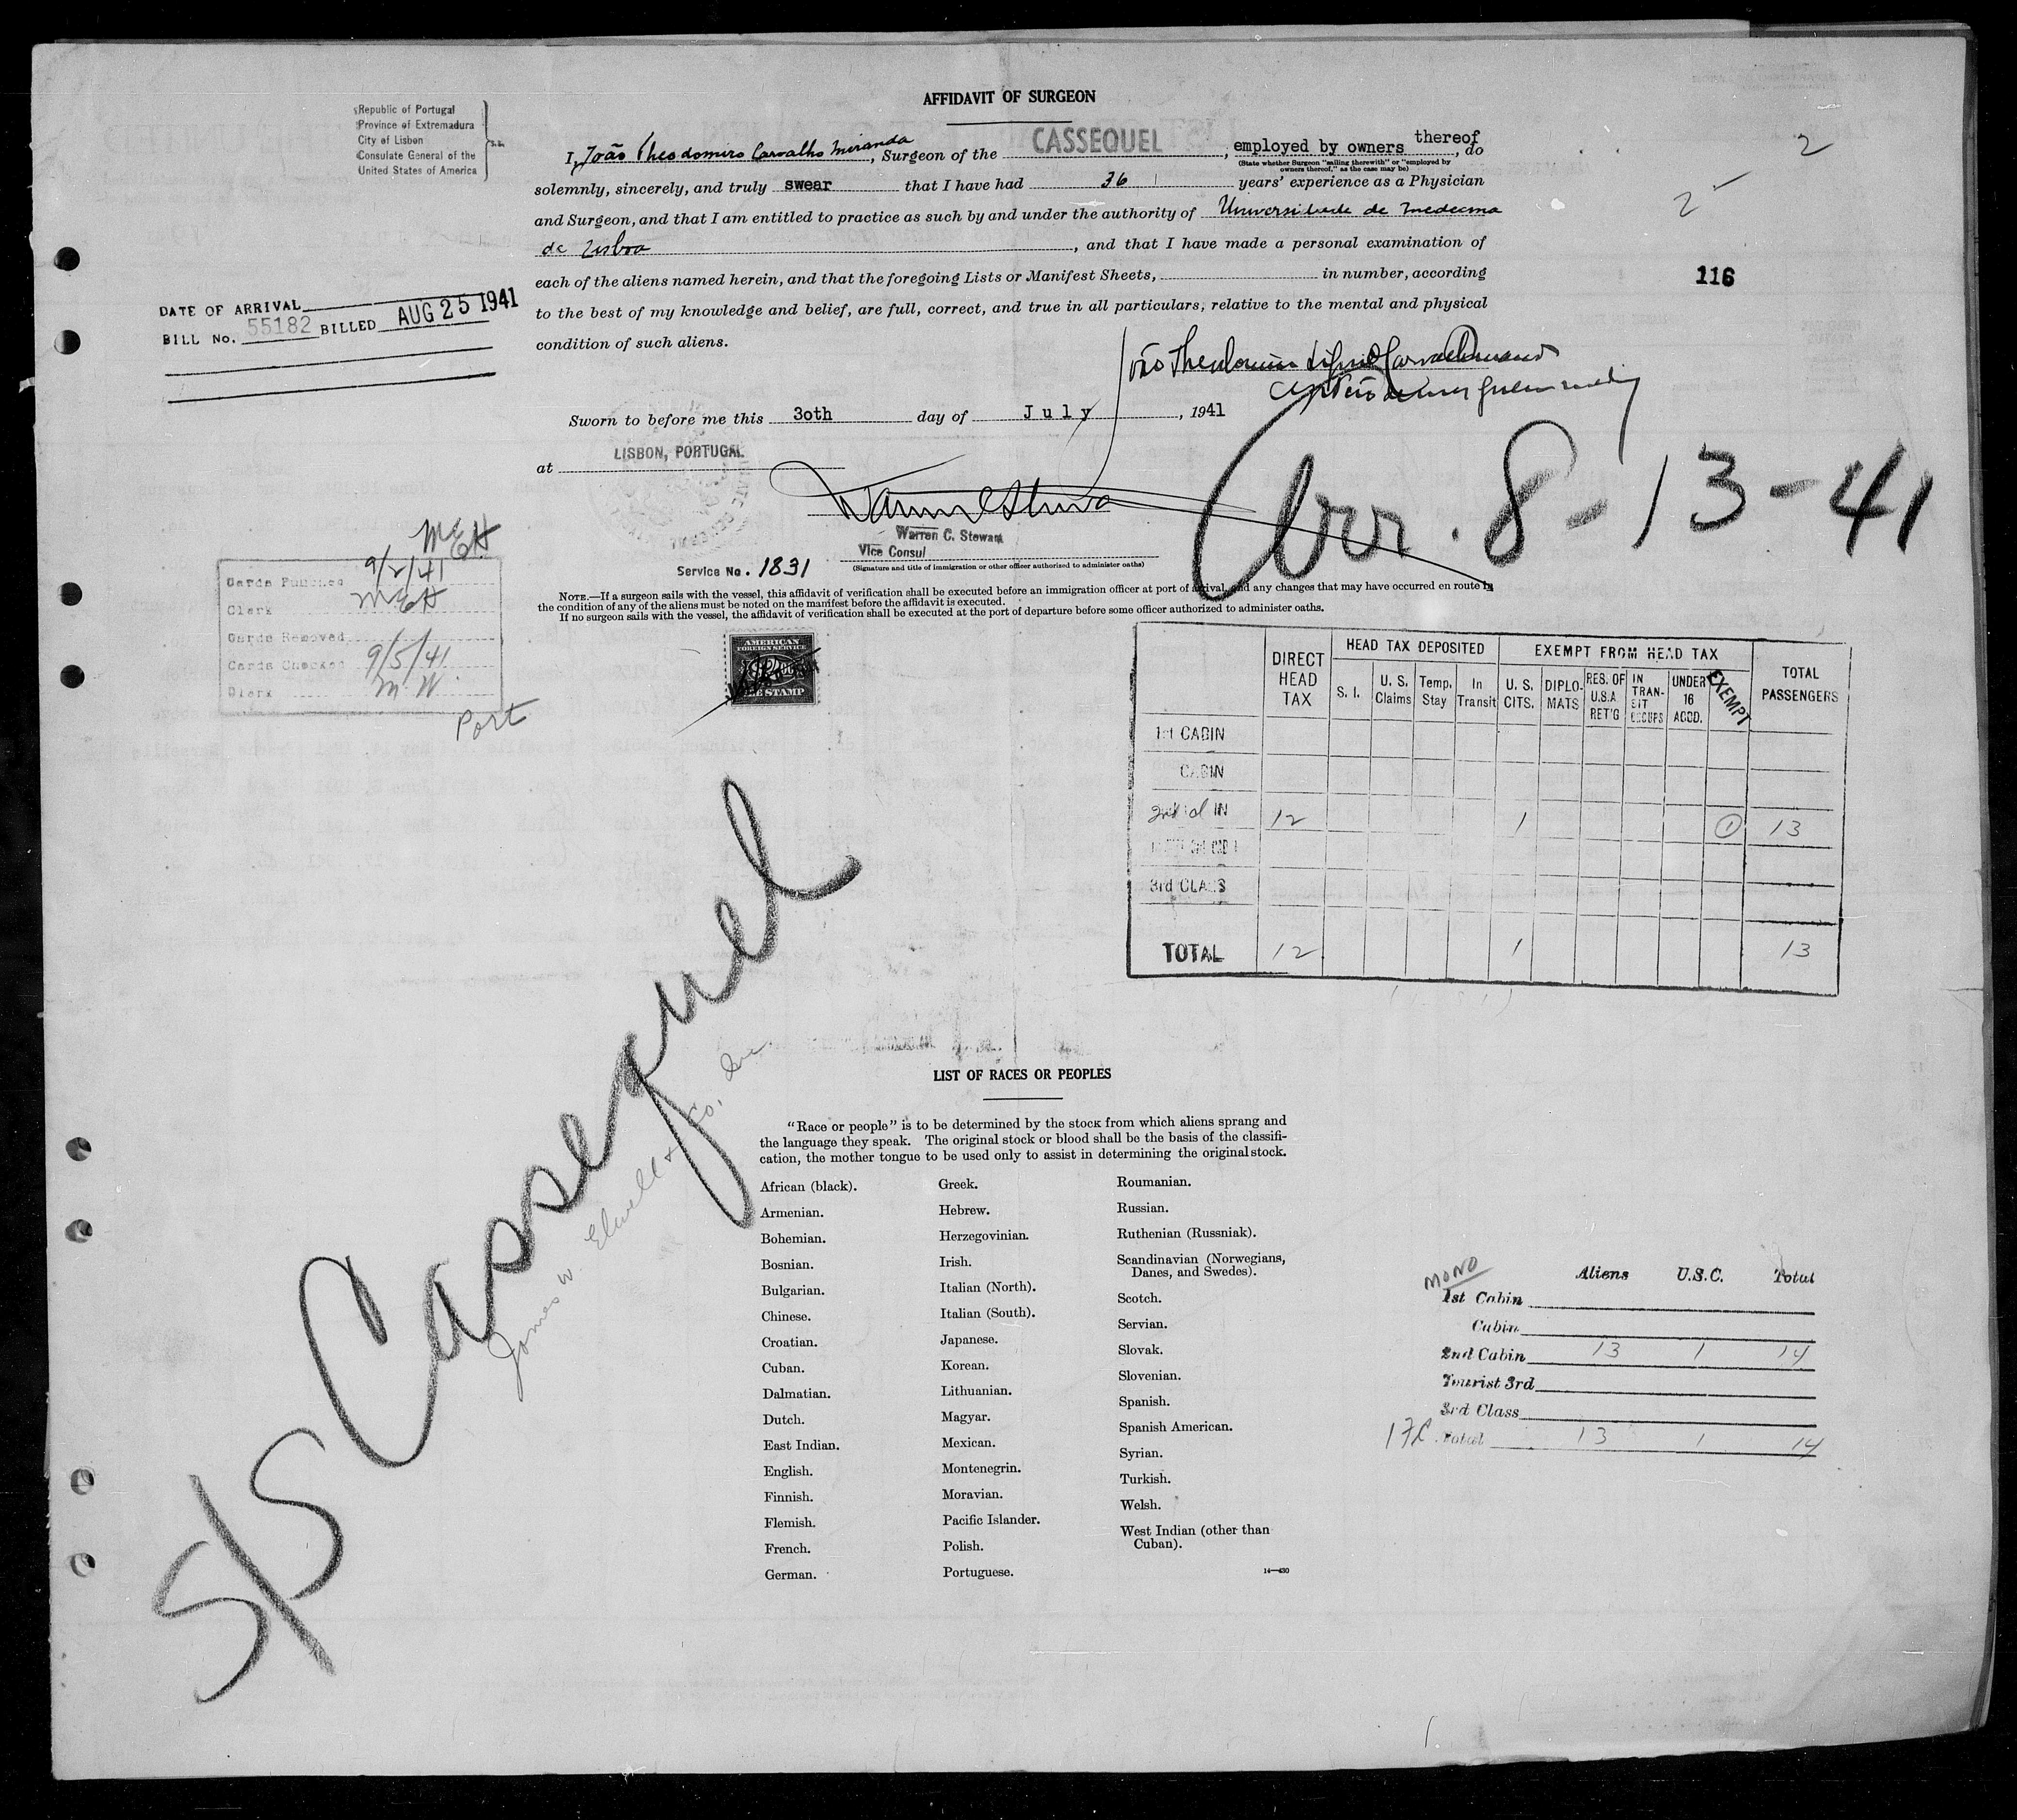 AFFIDAVIT OF SURGEON
Republic of Portugal
Province of Extremadura
City of Lisbon
Consulate General of the
United States of America
s.s.
I, João Theodomiro Carvalho Miranda, Surgeon of the CASSEQUEL, employed by owners thereof, do
(State whether Surgeon "sailing therewith" or "employed by
owners thereof," as the case may be)
solemnly, sincerely, and truly swear that I have had 36 years' experience as a Physician
and Surgeon, and that I am entitled to practice as such by and under the authority of Universidade de Medecina
de Lisboa, and that I have made a personal examination of
each of the aliens named herein, and that the foregoing Lists or Manifest Sheets, in number, according
to the best of my knowledge and belief, are full, correct, and true in all particulars, relative to the mental and physical
condition of such aliens.
2
2
116
DATE OF ARRIVAL
BILL No. 55182 BILLED AUG 25 1941
Sworn to before me this 30th day of July, 1941
at LISBON, PORTUGAL
Arr. 8-13-41
Warren C. Stewart
Vice Consul
(Signature and title of immigration or other officer authorized to administer oaths)
Service No. 1831
NOTE.—If a surgeon sails with the vessel, this affidavit of verification shall be executed before an immigration officer at port of arrival, and any changes that may have occurred en route in
the condition of any of the aliens must be noted on the manifest before the affidavit is executed.
If no surgeon sails with the vessel, the affidavit of verification shall be executed at the port of departure before some officer authorized to administer oaths.
MEH
Cards Punched 9/2/41
Clerk MEH
Cards Removed
Cards Checked 9/5/41
Clerk M.W.
Port
AMERICAN
FOREIGN SERVICE
FEE STAMP
DIRECT HEAD TAX
HEAD TAX DEPOSITED
EXEMPT FROM HEAD TAX
TOTAL PASSENGERS
S. I.
U. S. Claims
Temp. Stay
In Transit
U. S. CITS.
DIPLO-MATS
RES. OF U.S.A RET'G
IN TRAN-SIT
UNDER 16 ACCD.
EXEMPT
1st CABIN
CABIN
2nd 12 1 1 13
3rd CLASS
TOTAL 12 1 13
S/S Cassequel
James W. Elwell & Co. Inc.
LIST OF RACES OR PEOPLES
"Race or people" is to be determined by the stock from which aliens sprang and
the language they speak. The original stock or blood shall be the basis of the classifi-
cation, the mother tongue to be used only to assist in determining the original stock.
African (black).
Armenian.
Bohemian.
Bosnian.
Bulgarian.
Chinese.
Croatian.
Cuban.
Dalmatian.
Dutch.
East Indian.
English.
Finnish.
Flemish.
French.
German.
Greek.
Hebrew.
Herzegovinian.
Irish.
Italian (North).
Italian (South).
Japanese.
Korean.
Lithuanian.
Magyar.
Mexican.
Montenegrin.
Moravian.
Pacific Islander.
Polish.
Portuguese.
Roumanian.
Russian.
Ruthenian (Russniak).
Scandinavian (Norwegians,
Danes, and Swedes).
Scotch.
Servian.
Slovak.
Slovenian.
Spanish.
Spanish American.
Syrian.
Turkish.
Welsh.
West Indian (other than
Cuban).
14—430
MONO
Aliens U.S.C. Total
1st Cabin
Cabin
2nd Cabin 13 1 14
Tourist 3rd
3rd Class
Total 13 1 14